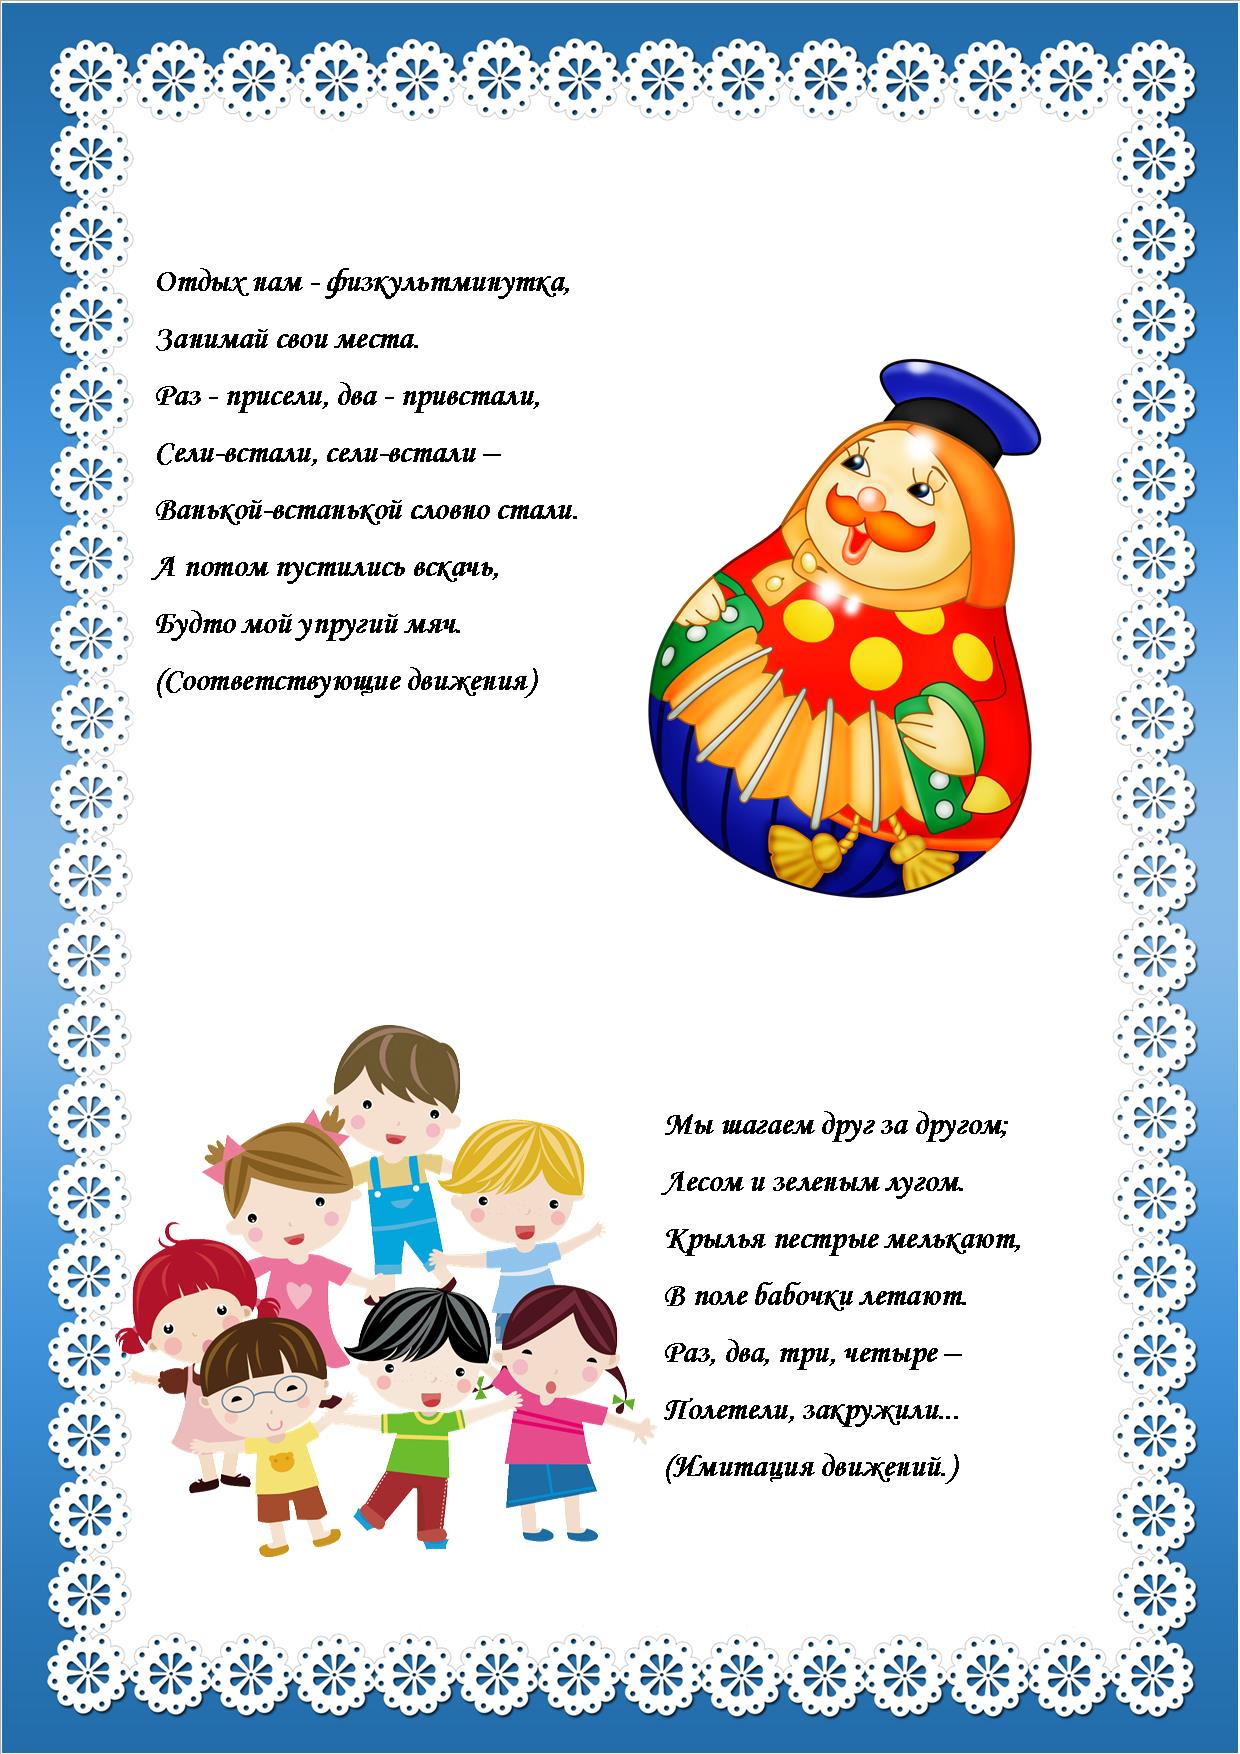 Отдых нам - физкультминутка,
Занимай свои места.
Раз - присели, два - привстали,
Сели-встали, сели-встали –
Ванькой-встанькой словно стали.
А потом пустились вскачь,
Будто мой упругий мяч.
(Соответствующие движения)
Мы шагаем друг за другом;
Лесом и зеленым лугом.
Крылья пестрые мелькают,
В поле бабочки летают.
Раз, два, три, четыре –
Полетели, закружили...
(Имитация движений.)